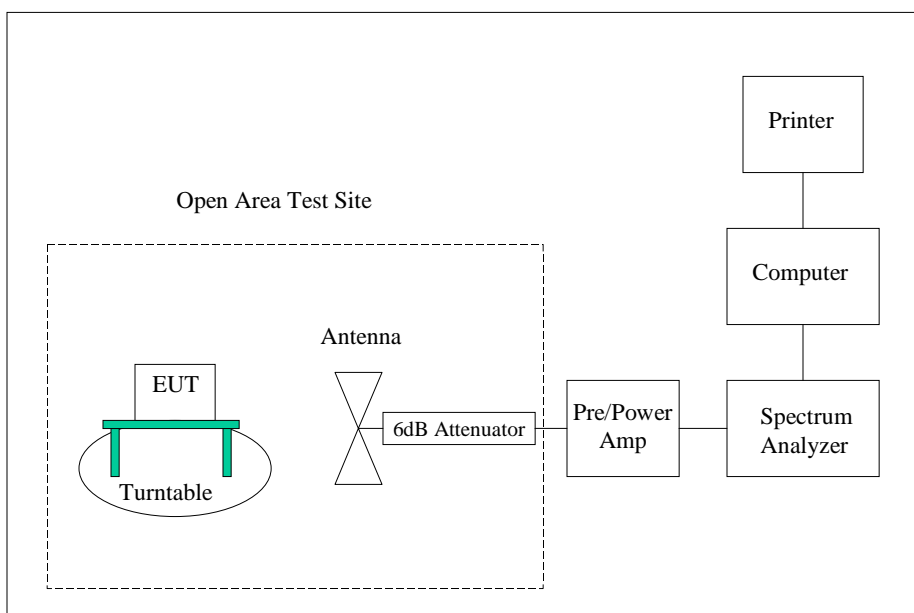 Printer
Open Area Test Site
Computer
Antenna
EUT
6dB Attenuator
Pre/Power
Amp
Spectrum
Analyzer
Turntable